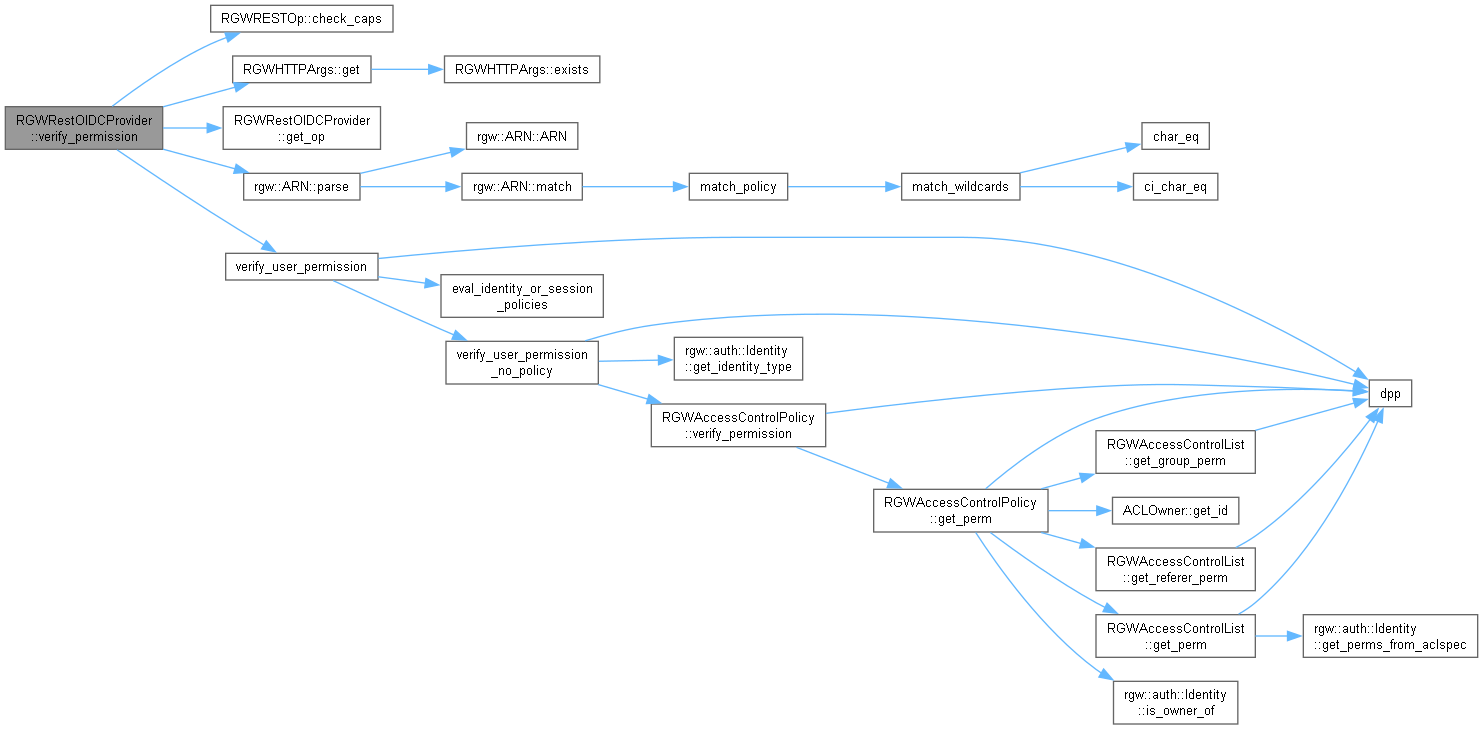 RGWRESTOp::check_caps
RGWHTTPArgs::get
RGWHTTPArgs::exists
RGWRestOIDCProvider
::verify_permission
RGWRestOIDCProvider
::get_op
rgw::ARN::ARN
char_eq
rgw::ARN::parse
rgw::ARN::match
match_policy
match_wildcards
ci_char_eq
verify_user_permission
eval_identity_or_session
_policies
verify_user_permission
_no_policy
rgw::auth::Identity
::get_identity_type
dpp
RGWAccessControlPolicy
::verify_permission
RGWAccessControlList
::get_group_perm
RGWAccessControlPolicy
::get_perm
ACLOwner::get_id
RGWAccessControlList
::get_referer_perm
RGWAccessControlList
::get_perm
rgw::auth::Identity
::get_perms_from_aclspec
rgw::auth::Identity
::is_owner_of